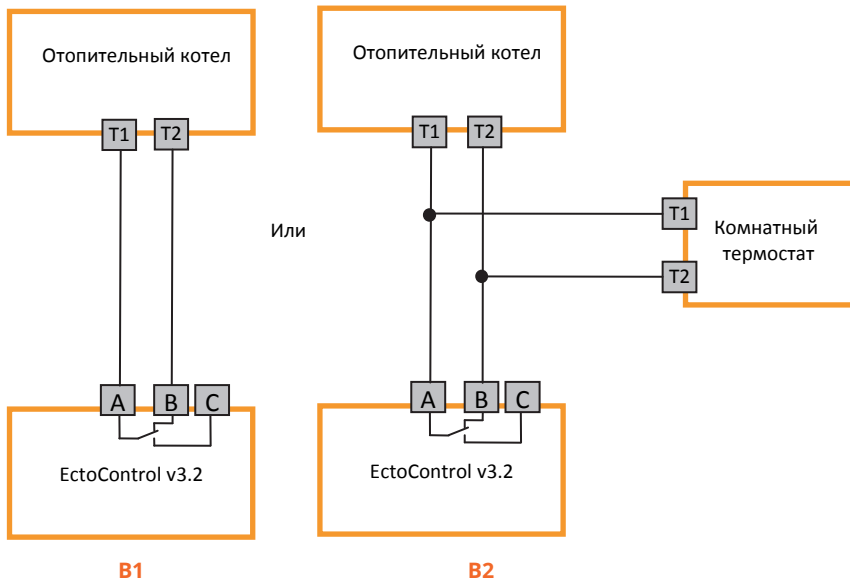 Отопительный котел
T1 T2
Или
A B C
EctoControl v3.2
B1
Отопительный котел
T1 T2
T1
Комнатный
термостат
T2
A B C
EctoControl v3.2
B2